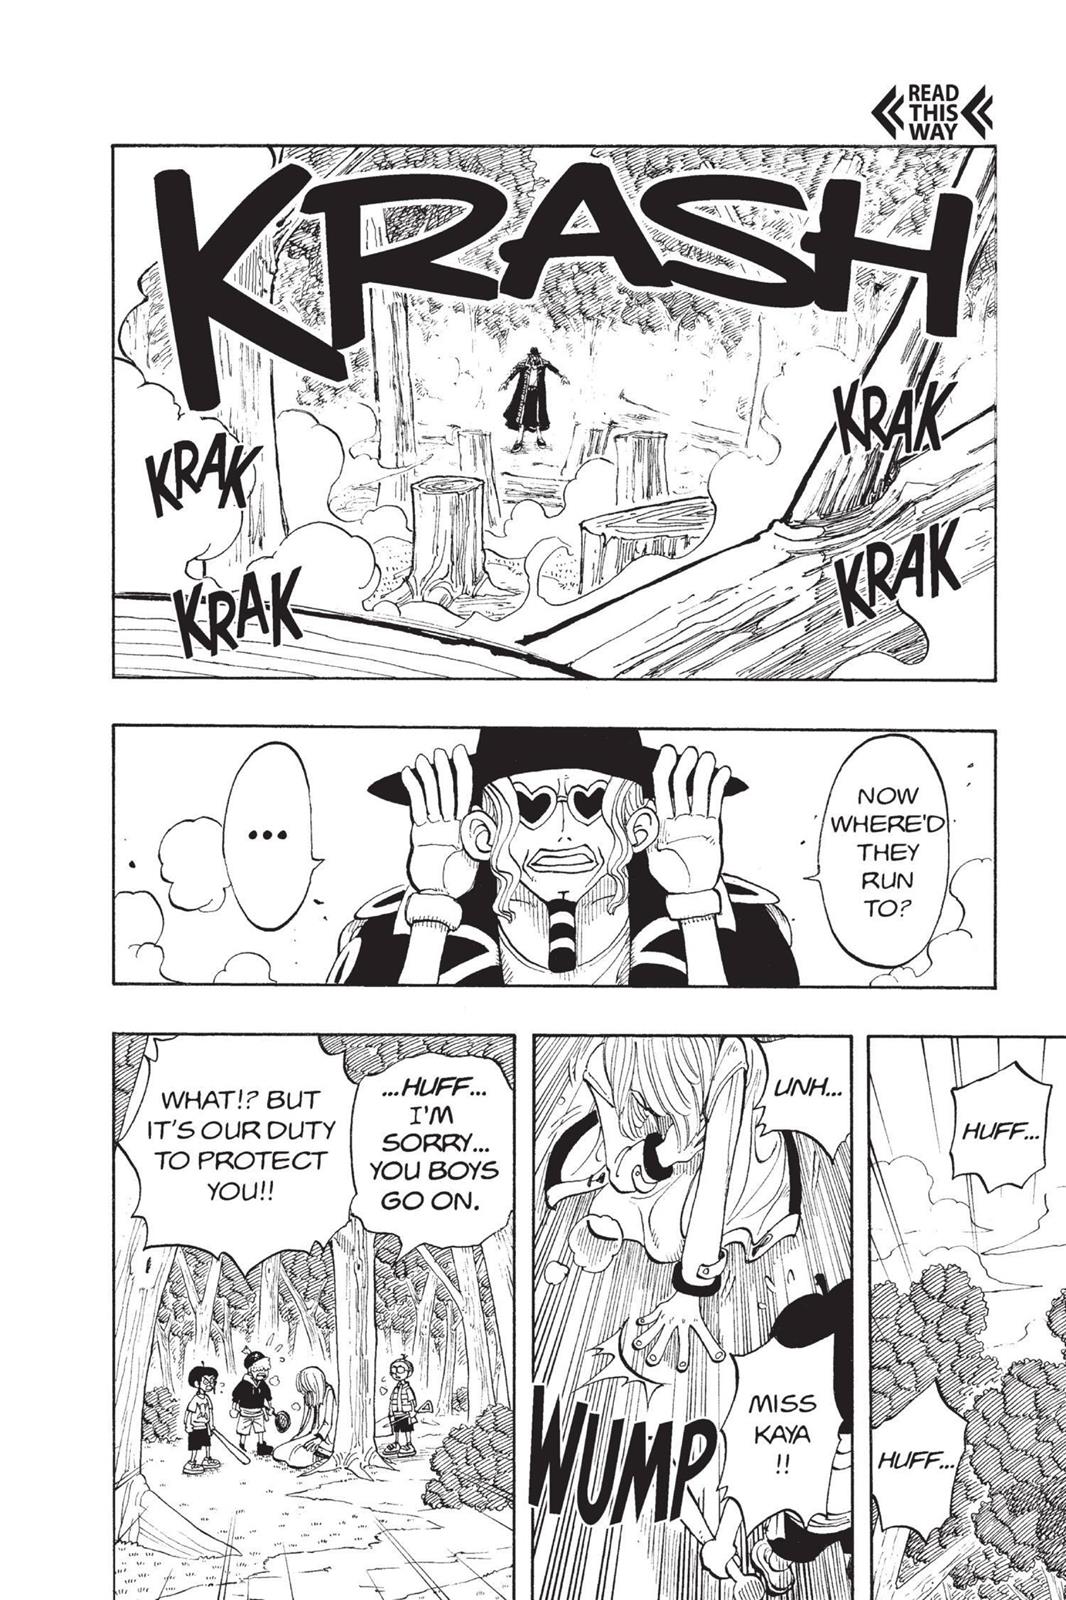 READ
THIS
WAY
KRASH
KRAK
KRAK
KRAK
KRAK
NOW
WHERE'D
THEY
RUN
TO?
...
HUFF...
HUFF...
UNH...
MISS
KAYA
!!
WUMP
...HUFF...
I'M
SORRY...
YOU BOYS
GO ON.
WHAT!? BUT
IT'S OUR DUTY
TO PROTECT
YOU!!